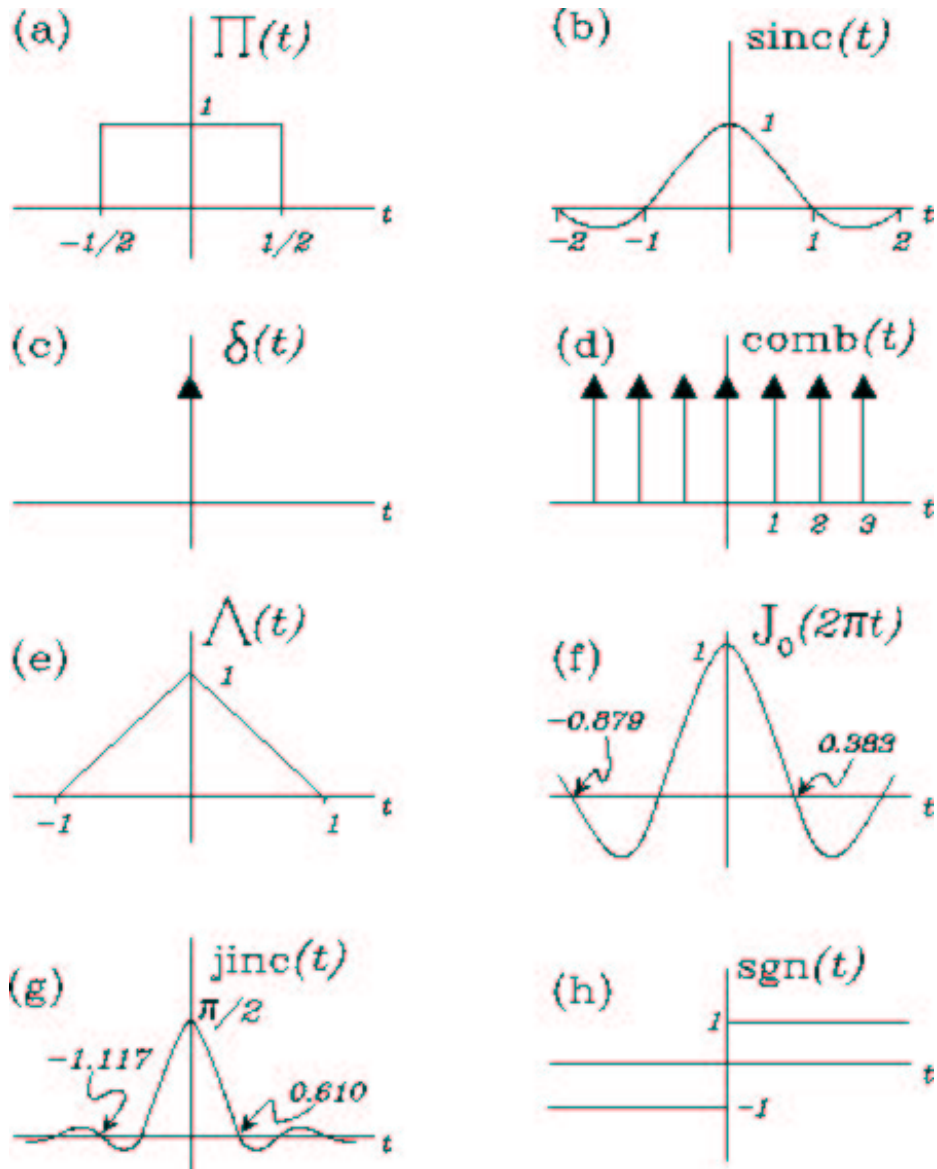 (a) Π(t)
1
-1/2 1/2 t
(b) sinc(t)
1
-2 -1 1 2 t
(c) δ(t)
t
(d) comb(t)
1 2 3 t
(e) Λ(t)
1
-1 1 t
(f) J₀(2πt)
1
-0.879
0.383
t
(g) jinc(t)
π/2
-1.117
0.610
t
(h) sgn(t)
1
t
-1